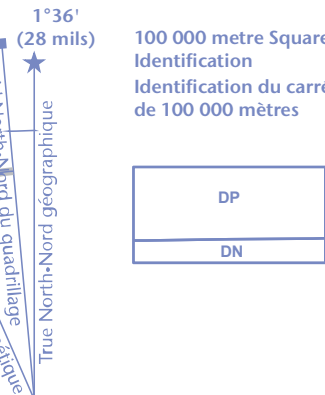 1°36'
(28 mils)
100 000 metre Square
Identification
Identification du carré
de 100 000 mètres
True North•Nord géographique
North•Nord du quadrillage
DP
DN